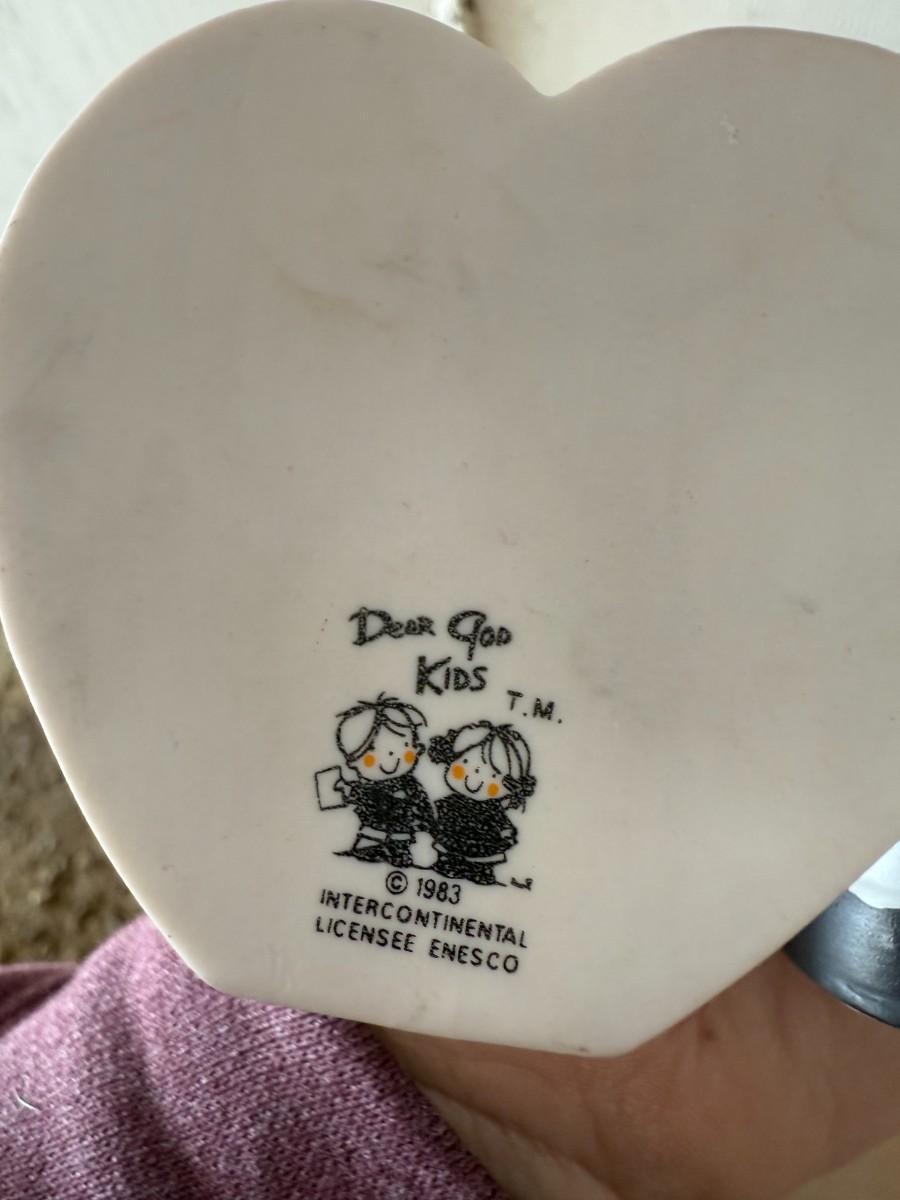 Dear God
Kids
T.M.
© 1983
INTERCONTINENTAL
LICENSEE ENESCO